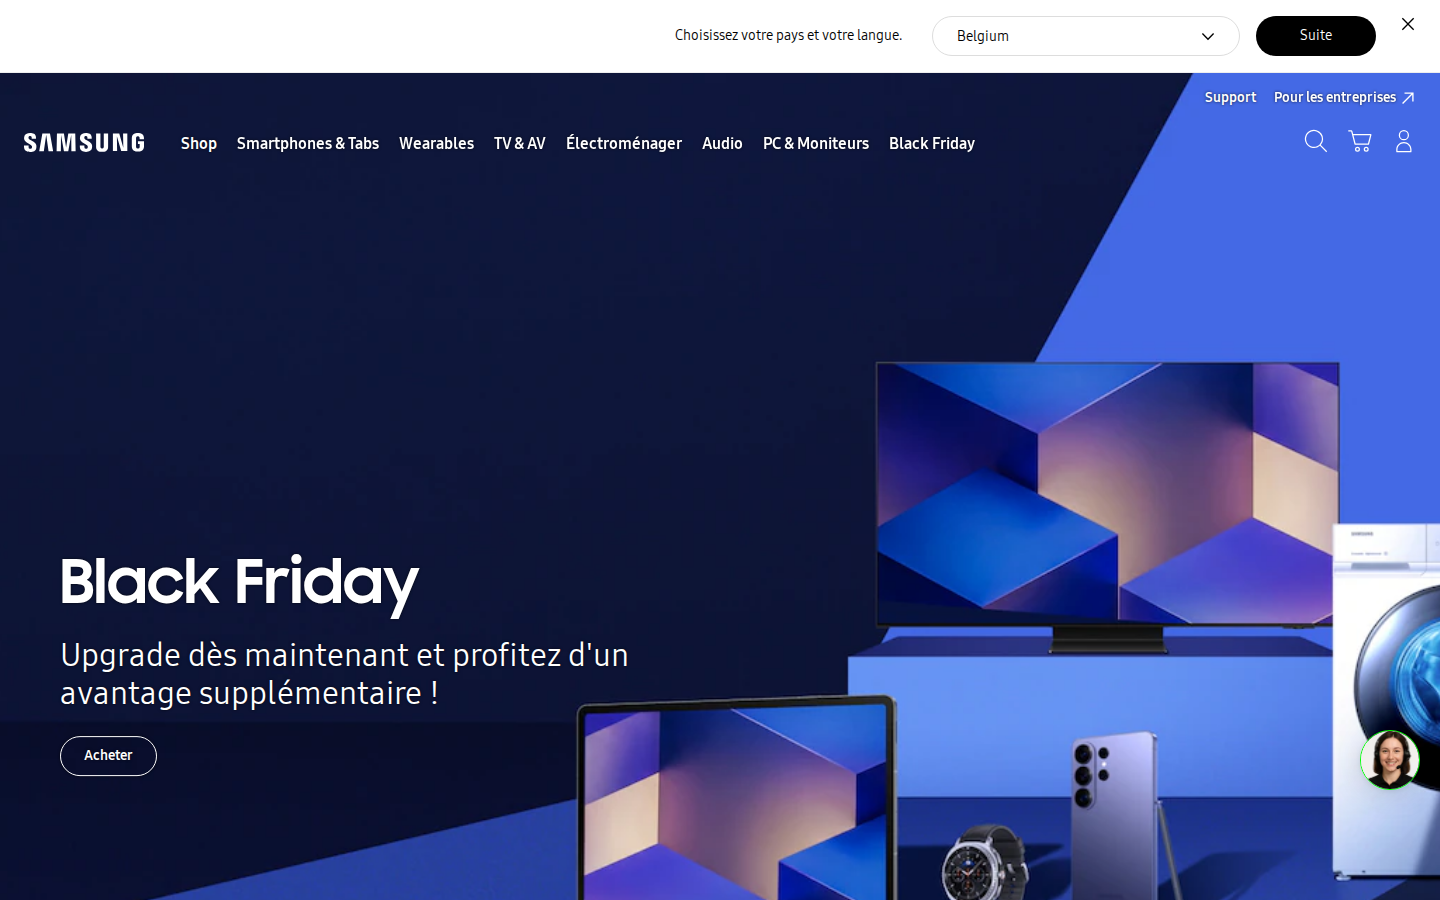 Choisissez votre pays et votre langue.
Belgium
Suite
Support
Pour les entreprises
SAMSUNG
Shop
Smartphones & Tabs
Wearables
TV & AV
Électroménager
Audio
PC & Moniteurs
Black Friday
Black Friday
Upgrade dès maintenant et profitez d'un
avantage supplémentaire !
Acheter
SAMSUNG